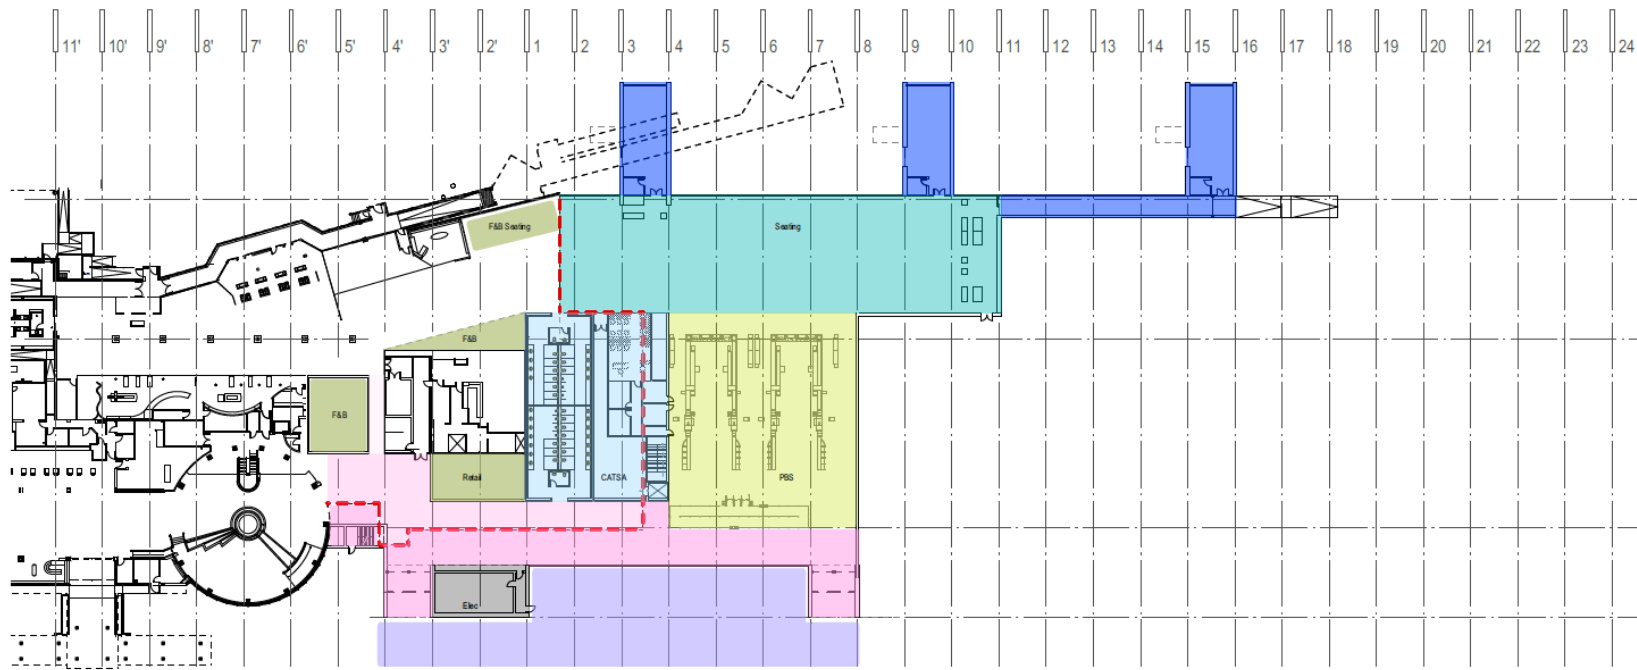 11' 10' 9' 8' 7' 6' 5' 4' 3' 2' 1 2 3 4 5 6 7 8 9 10 11 12 13 14 15 16 17 18 19 20 21 22 23 24
F&B Seating
Seating
F&B
F&B
Retail
CATSA
PBS
Elec